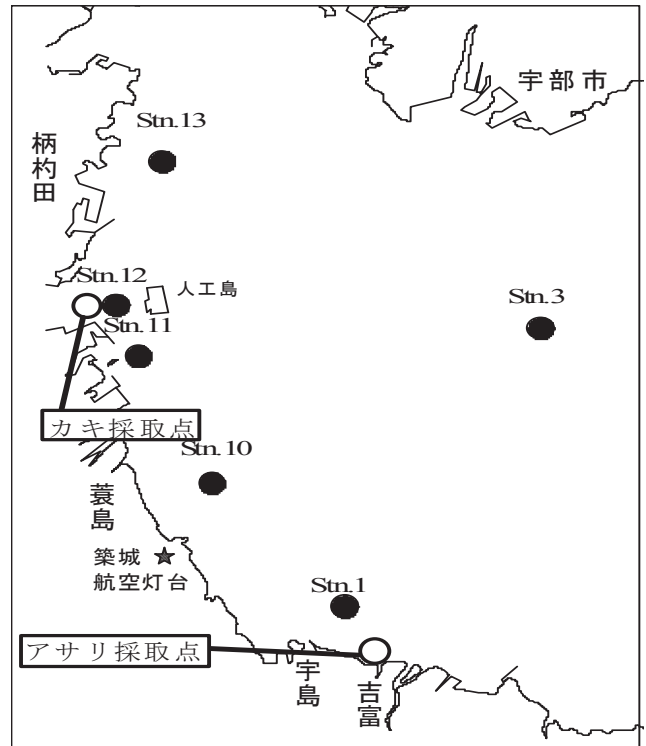 宇部市
Stn.13
柄杓田
Stn.12
人工島
Stn.3
Stn.11
カキ採取点
Stn.10
蓑島
築城
航空灯台
Stn.1
アサリ採取点
宇島
吉富